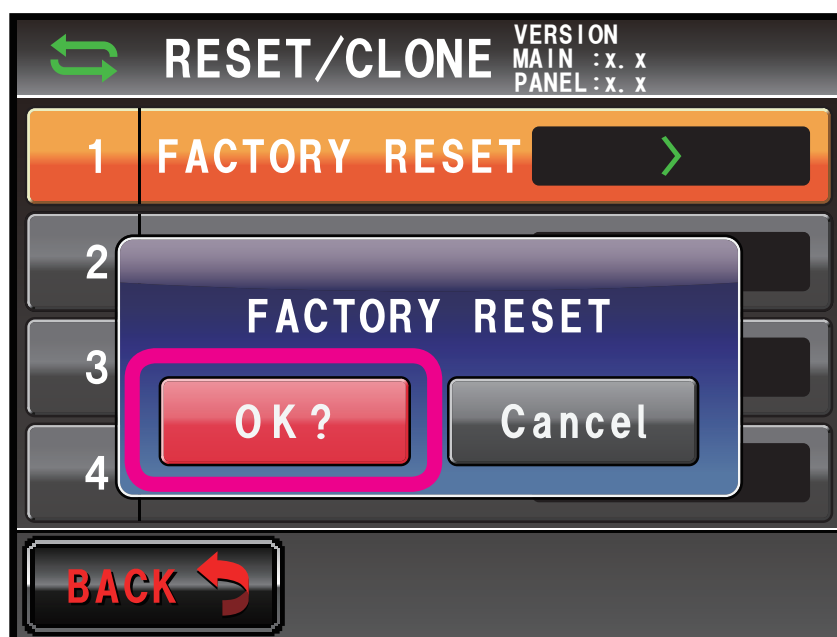 RESET/CLONE
VERSION
MAIN :x. x
PANEL:x. x
1 FACTORY RESET
2
FACTORY RESET
3
OK? Cancel
4
BACK